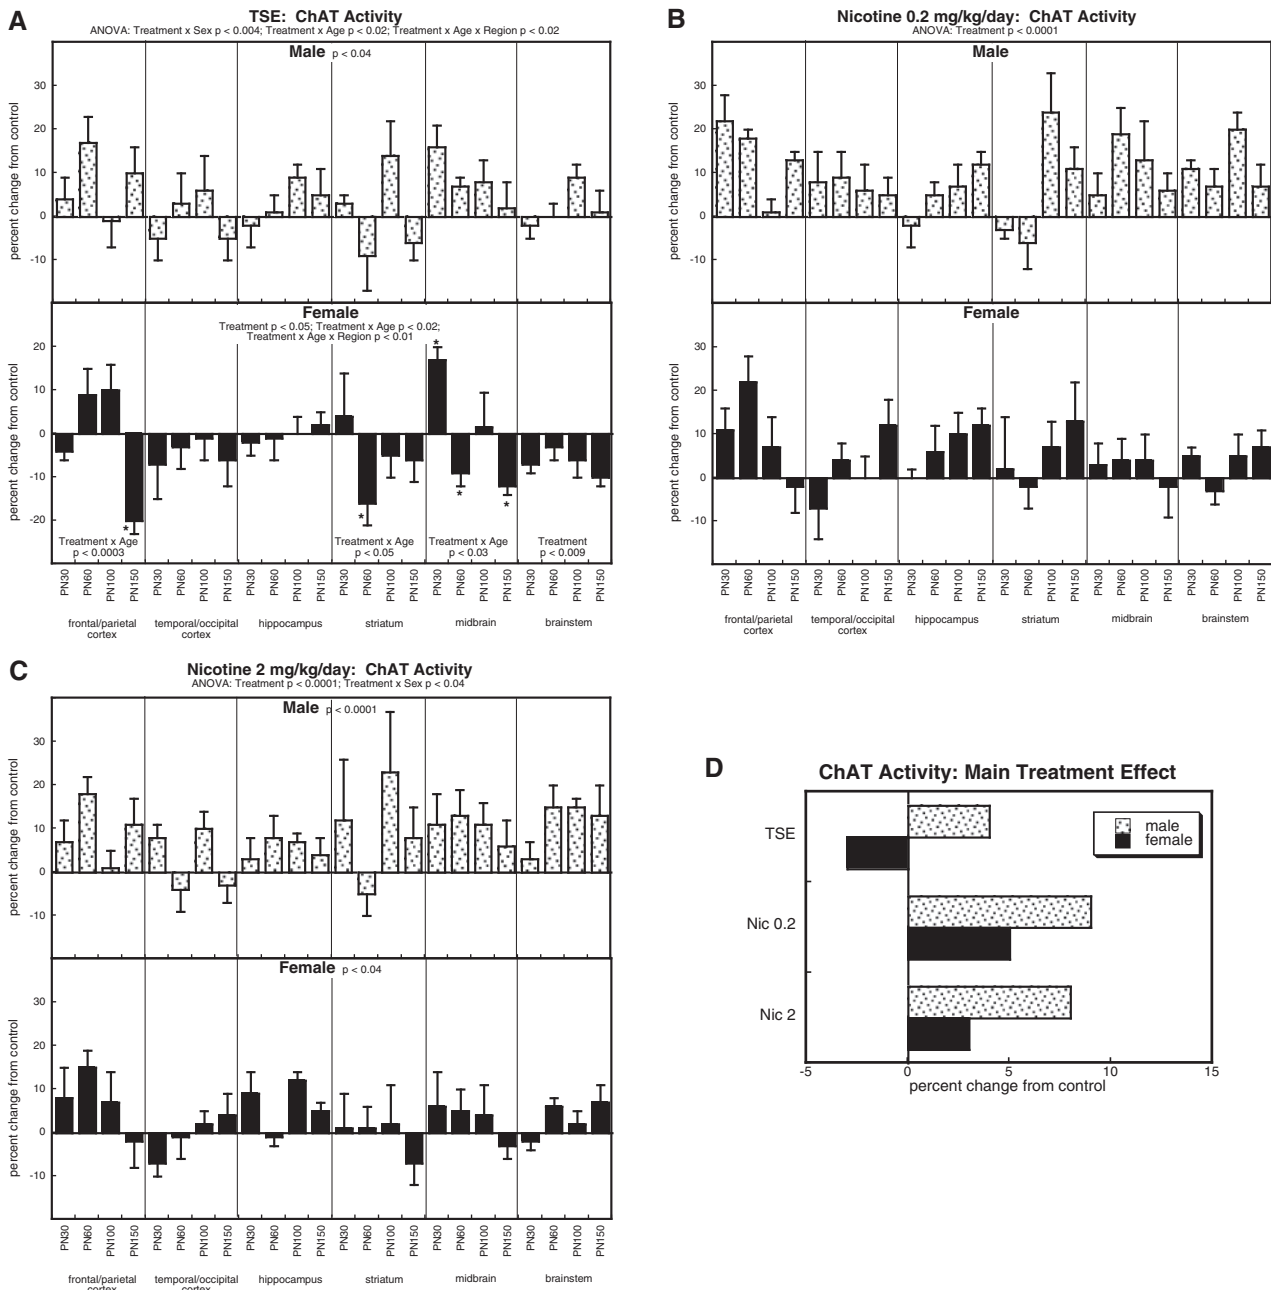 A
TSE: ChAT Activity
ANOVA: Treatment x Sex p < 0.004; Treatment x Age p < 0.02; Treatment x Age x Region p < 0.02
Male p < 0.04
percent change from control
30
20
10
0
-10
Female
Treatment p < 0.05; Treatment x Age p < 0.02;
Treatment x Age x Region p < 0.01
percent change from control
20
10
0
-10
-20
*
*
*
*
*
Treatment x Age
p < 0.0003
Treatment x Age
p < 0.05
Treatment x Age
p < 0.03
Treatment
p < 0.009
PN30 PN60 PN100 PN150 PN30 PN60 PN100 PN150 PN30 PN60 PN100 PN150 PN30 PN60 PN100 PN150 PN30 PN60 PN100 PN150 PN30 PN60 PN100 PN150
frontal/parietal cortex
temporal/occipital cortex
hippocampus
striatum
midbrain
brainstem
B
Nicotine 0.2 mg/kg/day: ChAT Activity
ANOVA: Treatment p < 0.0001
Male
percent change from control
30
20
10
0
-10
Female
percent change from control
30
20
10
0
-10
PN30 PN60 PN100 PN150 PN30 PN60 PN100 PN150 PN30 PN60 PN100 PN150 PN30 PN60 PN100 PN150 PN30 PN60 PN100 PN150 PN30 PN60 PN100 PN150
frontal/parietal cortex
temporal/occipital cortex
hippocampus
striatum
midbrain
brainstem
C
Nicotine 2 mg/kg/day: ChAT Activity
ANOVA: Treatment p < 0.0001; Treatment x Sex p < 0.04
Male p < 0.0001
percent change from control
30
20
10
0
-10
Female p < 0.04
percent change from control
30
20
10
0
-10
PN30 PN60 PN100 PN150 PN30 PN60 PN100 PN150 PN30 PN60 PN100 PN150 PN30 PN60 PN100 PN150 PN30 PN60 PN100 PN150 PN30 PN60 PN100 PN150
frontal/parietal cortex
temporal/occipital cortex
hippocampus
striatum
midbrain
brainstem
D
ChAT Activity: Main Treatment Effect
male
female
TSE
Nic 0.2
Nic 2
-5 0 5 10 15
percent change from control